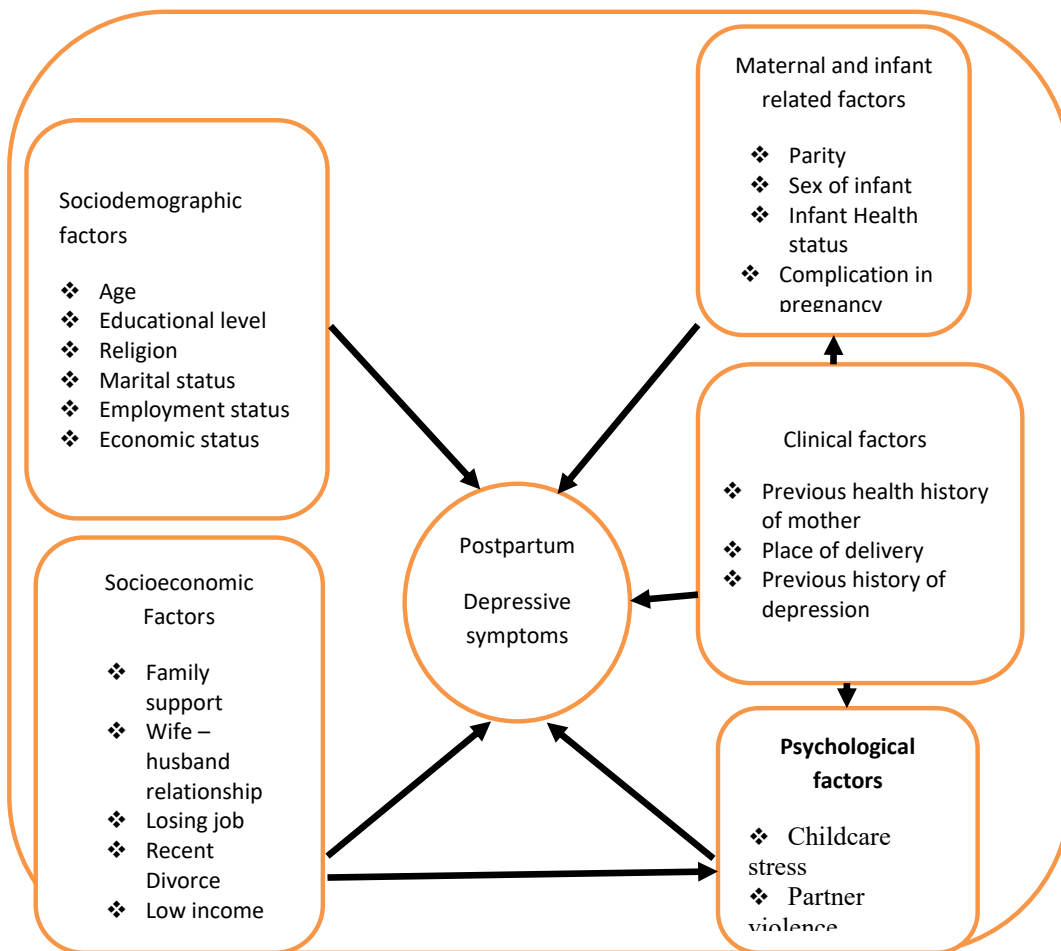 Sociodemographic
factors
❖ Age
❖ Educational level
❖ Religion
❖ Marital status
❖ Employment status
❖ Economic status
Socioeconomic
Factors
❖ Family
support
❖ Wife –
husband
relationship
❖ Losing job
❖ Recent
Divorce
❖ Low income
Postpartum
Depressive
symptoms
Maternal and infant
related factors
❖ Parity
❖ Sex of infant
❖ Infant Health
status
❖ Complication in
pregnancy
Clinical factors
❖ Previous health history
of mother
❖ Place of delivery
❖ Previous history of
depression
Psychological
factors
❖ Childcare
stress
❖ Partner
violence